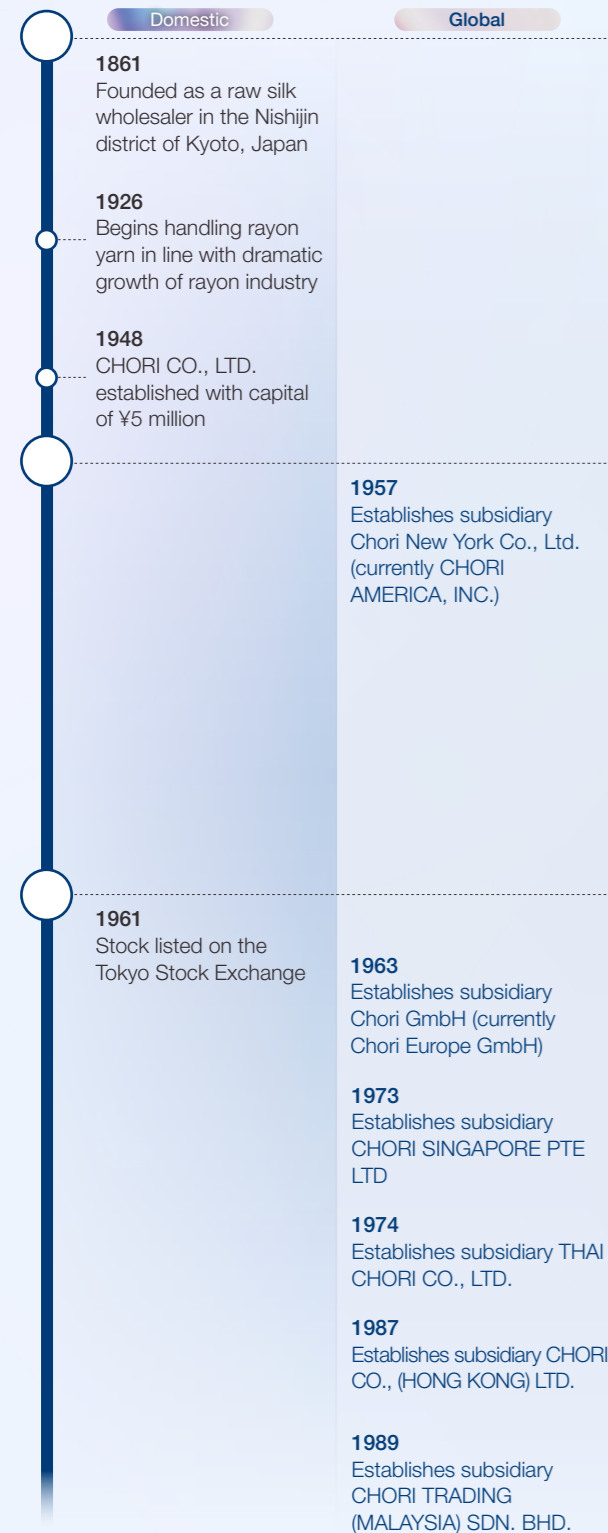 Domestic
Global
1861
Founded as a raw silk
wholesaler in the Nishijin
district of Kyoto, Japan
1926
Begins handling rayon
yarn in line with dramatic
growth of rayon industry
1948
CHORI CO., LTD.
established with capital
of ¥5 million
1957
Establishes subsidiary
Chori New York Co., Ltd.
(currently CHORI
AMERICA, INC.)
1961
Stock listed on the
Tokyo Stock Exchange
1963
Establishes subsidiary
Chori GmbH (currently
Chori Europe GmbH)
1973
Establishes subsidiary
CHORI SINGAPORE PTE
LTD
1974
Establishes subsidiary THAI
CHORI CO., LTD.
1987
Establishes subsidiary CHORI
CO., (HONG KONG) LTD.
1989
Establishes subsidiary
CHORI TRADING
(MALAYSIA) SDN. BHD.